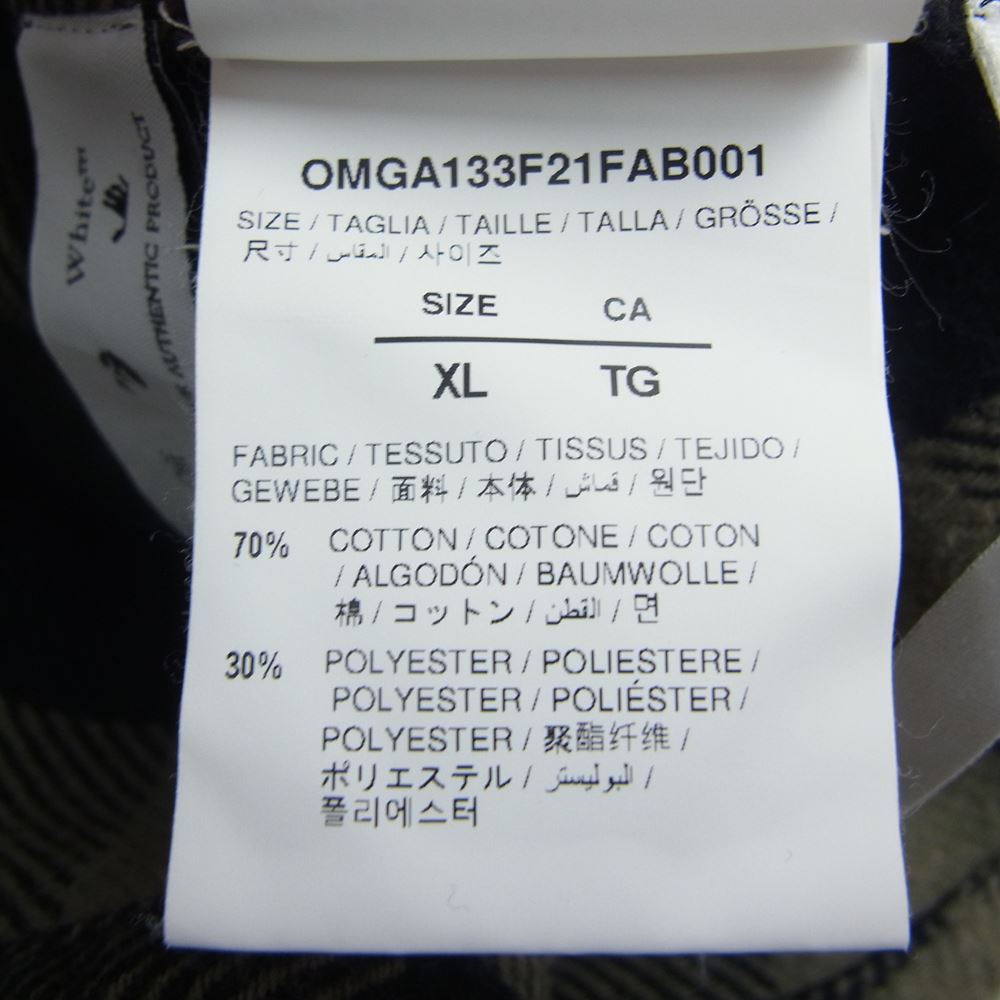 OMGA133F21FAB001
SIZE / TAGLIA / TAILLE / TALLA / GRÖSSE /
尺寸 / المقاس / 사이즈
SIZE CA
XL TG
FABRIC / TESSUTO / TISSUS / TEJIDO /
GEWEBE / 面料 / 本体 / قماش / 원단
70% COTTON / COTONE / COTON
/ ALGODÓN / BAUMWOLLE /
棉 / コットン / القطن / 면
30% POLYESTER / POLIESTERE /
POLYESTER / POLIÉSTER /
POLYESTER / 聚酯纤维 /
ポリエステル / البوليستر /
폴리에스터
White™
AUTHENTIC PRODUCT